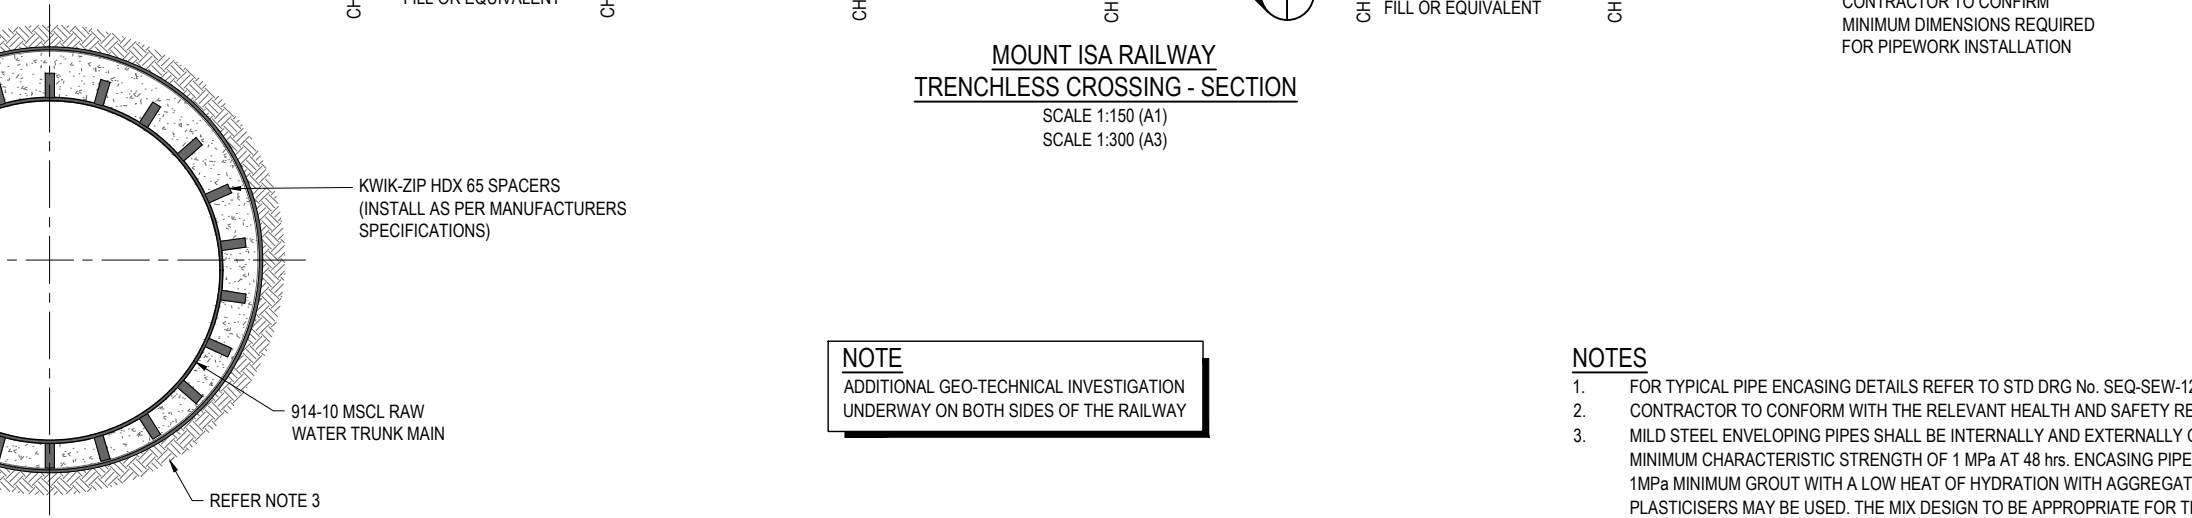 CH
FILL OR EQUIVALENT
CH
CH
CH
CH
FILL OR EQUIVALENT
CH
CONTRACTOR TO CONFIRM
MINIMUM DIMENSIONS REQUIRED
FOR PIPEWORK INSTALLATION
MOUNT ISA RAILWAY
TRENCHLESS CROSSING - SECTION
SCALE 1:150 (A1)
SCALE 1:300 (A3)
KWIK-ZIP HDX 65 SPACERS
(INSTALL AS PER MANUFACTURERS
SPECIFICATIONS)
914-10 MSCL RAW
WATER TRUNK MAIN
REFER NOTE 3
NOTE
ADDITIONAL GEO-TECHNICAL INVESTIGATION
UNDERWAY ON BOTH SIDES OF THE RAILWAY
NOTES
1. FOR TYPICAL PIPE ENCASING DETAILS REFER TO STD DRG No. SEQ-SEW-12
2. CONTRACTOR TO CONFORM WITH THE RELEVANT HEALTH AND SAFETY RE
3. MILD STEEL ENVELOPING PIPES SHALL BE INTERNALLY AND EXTERNALLY
MINIMUM CHARACTERISTIC STRENGTH OF 1 MPa AT 48 hrs. ENCASING PIPE
1MPa MINIMUM GROUT WITH A LOW HEAT OF HYDRATION WITH AGGREGAT
PLASTICISERS MAY BE USED. THE MIX DESIGN TO BE APPROPRIATE FOR